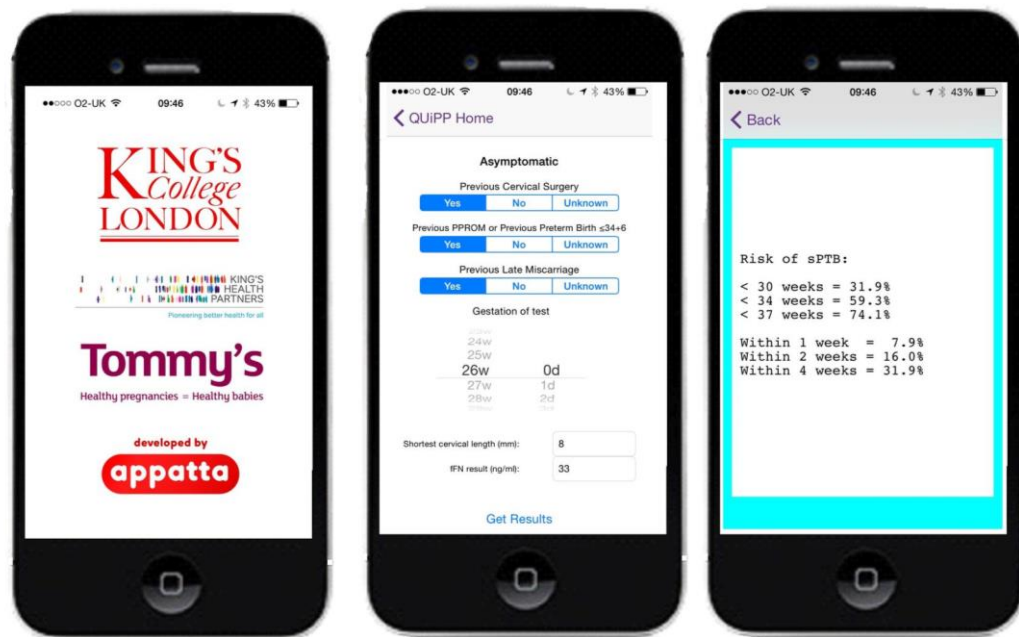 ●●○○○ O2-UK 09:46 43%
KING'S
College
LONDON
KING'S
HEALTH
PARTNERS
Pioneering better health for all
Tommy's
Healthy pregnancies = Healthy babies
developed by
appatta
●●●○○ O2-UK 09:46 43%
QUiPP Home
Asymptomatic
Previous Cervical Surgery
Yes No Unknown
Previous PPROM or Previous Preterm Birth ≤34+6
Yes No Unknown
Previous Late Miscarriage
Yes No Unknown
Gestation of test
23w
24w
25w
26w 0d
27w 1d
28w 2d
Shortest cervical length (mm): 8
fFN result (ng/ml): 33
Get Results
●●●○○ O2-UK 09:46 43%
Back
Risk of sPTB:
< 30 weeks = 31.9%
< 34 weeks = 59.3%
< 37 weeks = 74.1%
Within 1 week = 7.9%
Within 2 weeks = 16.0%
Within 4 weeks = 31.9%